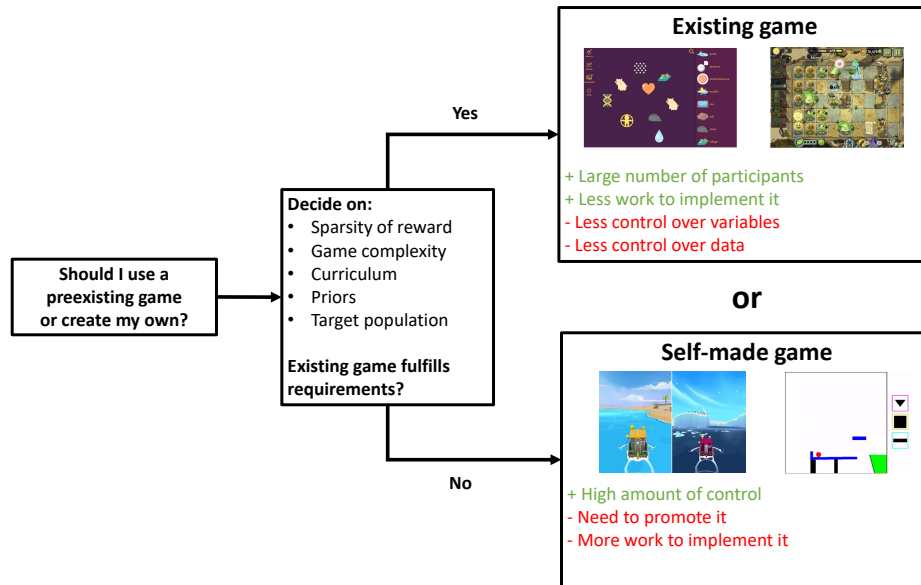 Should I use a
preexisting game
or create my own?
Decide on:
• Sparsity of reward
• Game complexity
• Curriculum
• Priors
• Target population
Existing game fulfills
requirements?
Yes
No
Existing game
+ Large number of participants
+ Less work to implement it
- Less control over variables
- Less control over data
or
Self-made game
+ High amount of control
- Need to promote it
- More work to implement it